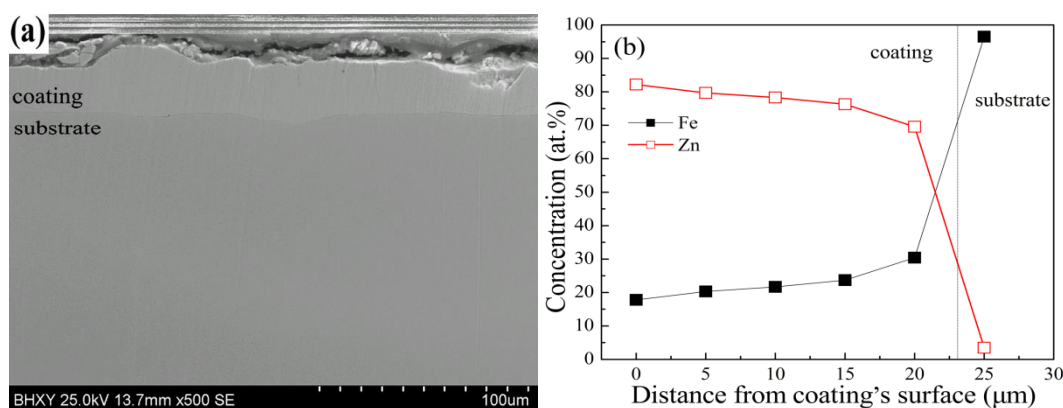 (a)
coating
substrate
BHXY 25.0kV 13.7mm x500 SE
100um
(b)
coating
substrate
Fe
Zn
Concentration (at.%)
100
90
80
70
60
50
40
30
20
10
0
0 5 10 15 20 25 30
Distance from coating's surface (μm)